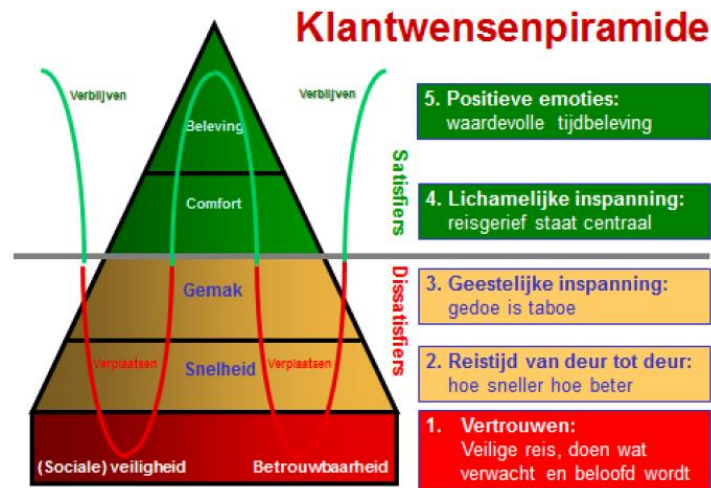 Klantwensenpiramide
Verblijven
Verblijven
Beleving
Comfort
Gemak
Verplaatsen
Snelheid
Verplaatsen
(Sociale) veiligheid
Betrouwbaarheid
Satisfiers
Dissatisfiers
5. Positieve emoties:
waardevolle tijdbeleving
4. Lichamelijke inspanning:
reisgerief staat centraal
3. Geestelijke inspanning:
gedoe is taboe
2. Reistijd van deur tot deur:
hoe sneller hoe beter
1. Vertrouwen:
Veilige reis, doen wat
verwacht en beloofd wordt